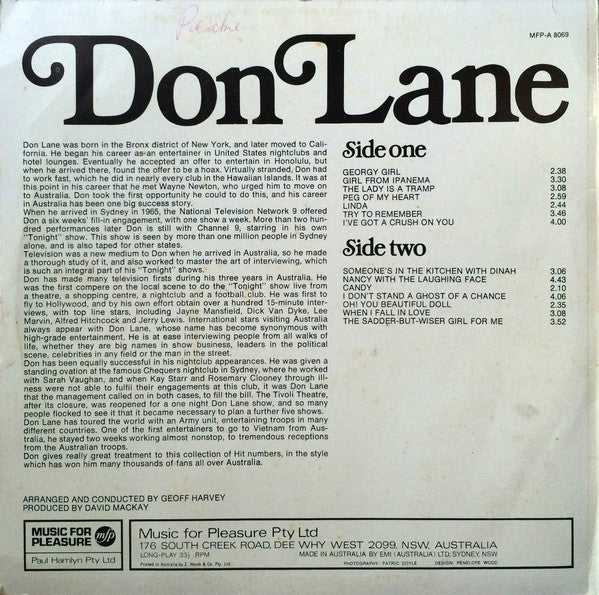 MFP-A 8069
Don Lane
Don Lane was born in the Bronx district of New York, and later moved to Cali-
fornia. He began his career as an entertainer in United States nightclubs and
hotel lounges. Eventually he accepted an offer to entertain in Honolulu, but
when he arrived there, found the offer to be a hoax. Virtually stranded, Don had
to work fast, which he did in nearly every club in the Hawaiian Islands. It was at
this point in his career that he met Wayne Newton, who urged him to move on
to Australia. Don took the first opportunity he could to do this, and his career
in Australia has been one big success story.
When he arrived in Sydney in 1965, the National Television Network 9 offered
Don a six weeks' fill-in engagement, with one show a week. More than two hun-
dred performances later Don is still with Channel 9, starring in his own
"Tonight" show. This show is seen by more than one million people in Sydney
alone, and is also taped for other states.
Television was a new medium to Don when he arrived in Australia, so he made
a thorough study of it, and also worked to master the art of interviewing, which
is such an integral part of his "Tonight" shows.
Don has made many television firsts during his three years in Australia. He
was the first compere on the local scene to do the "Tonight" show live from
a theatre, a shopping centre, a nightclub and a football club. He was first to
fly to Hollywood, and by his own effort obtain over a hundred 15-minute inter-
views, with top line stars, including Jayne Mansfield, Dick Van Dyke, Lee
Marvin, Alfred Hitchcock and Jerry Lewis. International stars visiting Australia
always appear with Don Lane, whose name has become synonymous with
high-grade entertainment. He is at ease interviewing people from all walks of
life, whether they are big names in show business, leaders in the political
scene, celebrities in any field or the man in the street.
Don has been equally successful in his nightclub appearances. He was given a
standing ovation at the famous Chequers nightclub in Sydney, where he worked
with Sarah Vaughan, and when Kay Starr and Rosemary Clooney through ill-
ness were not able to fulfil their engagements at this club, it was Don Lane
that the management called on in both cases, to fill the bill. The Tivoli Theatre,
after its closure, was reopened for a one night Don Lane show, and so many
people flocked to see it that it became necessary to plan a further five shows.
Don Lane has toured the world with an Army unit, entertaining troops in many
different countries. One of the first entertainers to go to Vietnam from Aus-
tralia, he stayed two weeks working almost nonstop, to tremendous receptions
from the Australian troops.
Don gives really great treatment to this collection of Hit numbers, in the style
which has won him many thousands of fans all over Australia.
ARRANGED AND CONDUCTED BY GEOFF HARVEY
PRODUCED BY DAVID MACKAY
Side one
GEORGY GIRL 2.38
GIRL FROM IPANEMA 3.30
THE LADY IS A TRAMP 3.08
PEG OF MY HEART 2.59
LINDA 2.44
TRY TO REMEMBER 3.46
I'VE GOT A CRUSH ON YOU 4.00
Side two
SOMEONE'S IN THE KITCHEN WITH DINAH 3.06
NANCY WITH THE LAUGHING FACE 4.43
CANDY 2.10
I DON'T STAND A GHOST OF A CHANCE 4.06
OH! YOU BEAUTIFUL DOLL 2.35
WHEN I FALL IN LOVE 3.08
THE SADDER-BUT-WISER GIRL FOR ME 3.52
MUSIC FOR
PLEASURE mfp
Paul Hamlyn Pty Ltd
Music for Pleasure Pty Ltd
176 SOUTH CREEK ROAD, DEE WHY WEST 2099, NSW, AUSTRALIA
LONG-PLAY 33⅓ RPM MADE IN AUSTRALIA BY EMI (AUSTRALIA) LTD, SYDNEY, NSW
Printed in Australia by & Co. Pty. Ltd. PHOTOGRAPHY: PATRIC COYLE DESIGN: PENELOPE WOOD